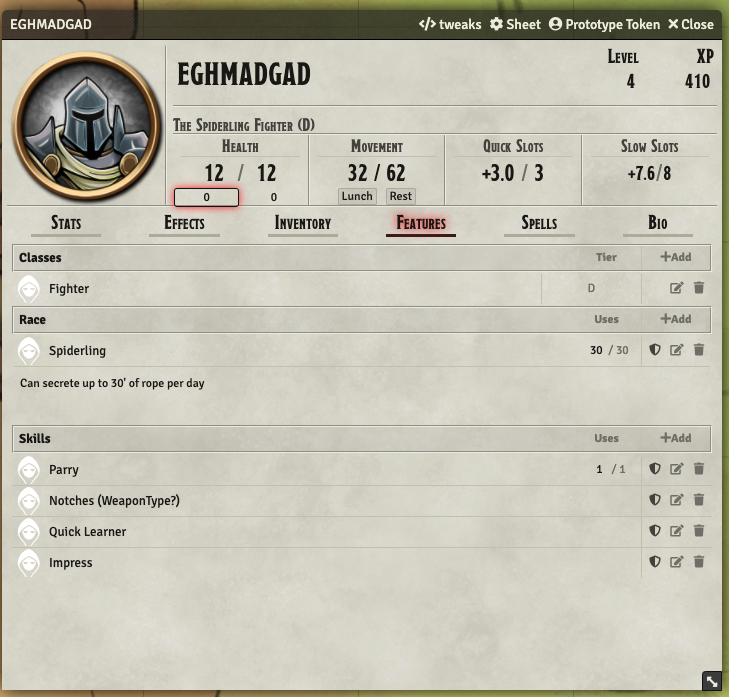 EGHMADGAD
</> tweaks Sheet Prototype Token Close
EGHMADGAD
Level XP
4 410
The Spiderling Fighter (D)
Health Movement Quick Slots Slow Slots
12 / 12 32 / 62 +3.0 / 3 +7.6/8
0 0 Lunch Rest
Stats Effects Inventory Features Spells Bio
Classes Tier +Add
Fighter D
Race Uses +Add
Spiderling 30 / 30
Can secrete up to 30' of rope per day
Skills Uses +Add
Parry 1 / 1
Notches (WeaponType?)
Quick Learner
Impress